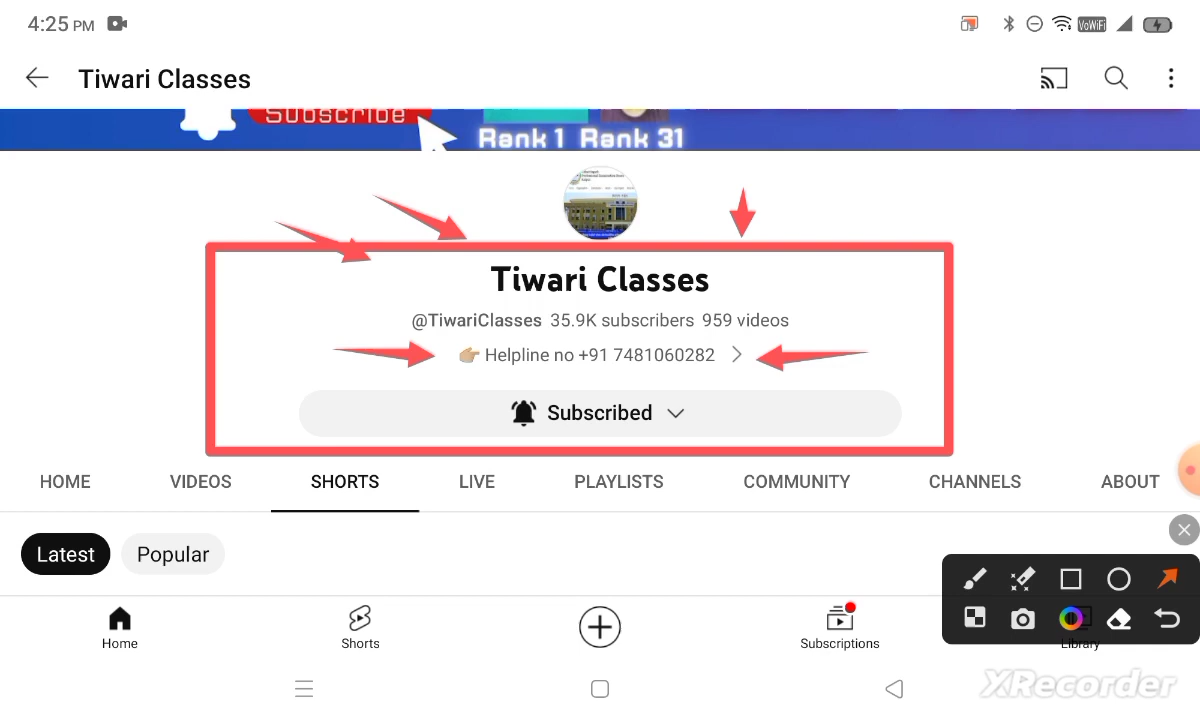 4:25 PM
VoWiFi
Tiwari Classes
Subscribe
Rank 1 Rank 31
Tiwari Classes
@TiwariClasses 35.9K subscribers 959 videos
👉🏼 Helpline no +91 7481060282
Subscribed
HOME VIDEOS SHORTS LIVE PLAYLISTS COMMUNITY CHANNELS ABOUT
Latest Popular
Home Shorts Subscriptions Library
XRecorder